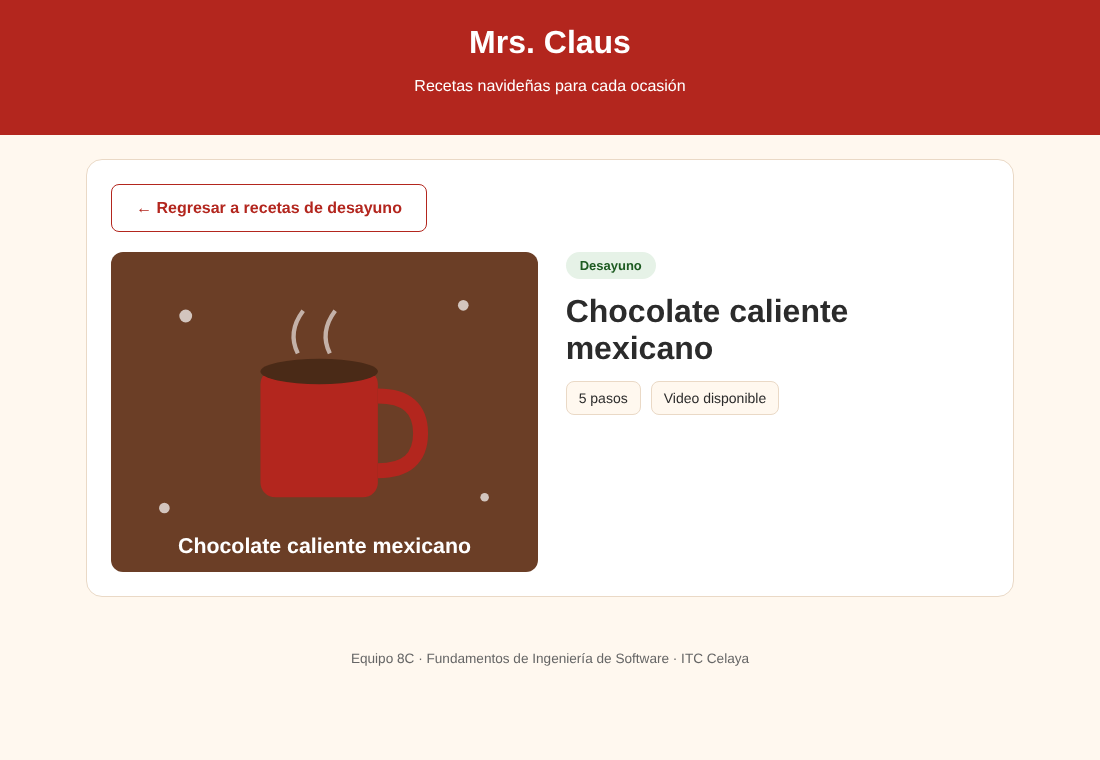 Mrs. Claus
Recetas navideñas para cada ocasión
← Regresar a recetas de desayuno
Chocolate caliente mexicano
Desayuno
Chocolate caliente
mexicano
5 pasos
Video disponible
Equipo 8C · Fundamentos de Ingeniería de Software · ITC Celaya